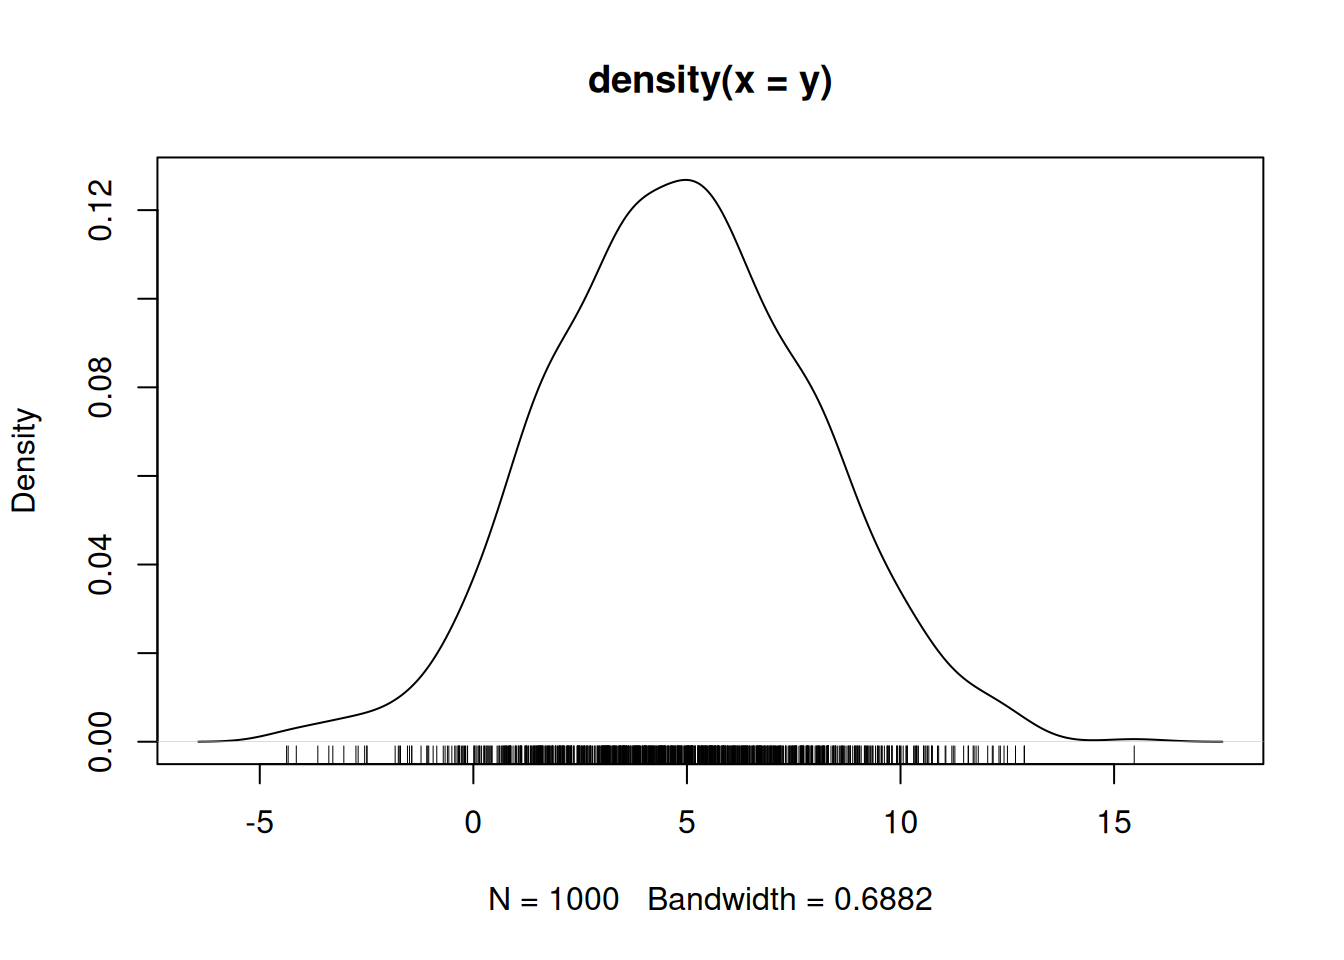 density(x = y)
Density
0.12
0.08
0.04
0.00
-5 0 5 10 15
N = 1000 Bandwidth = 0.6882